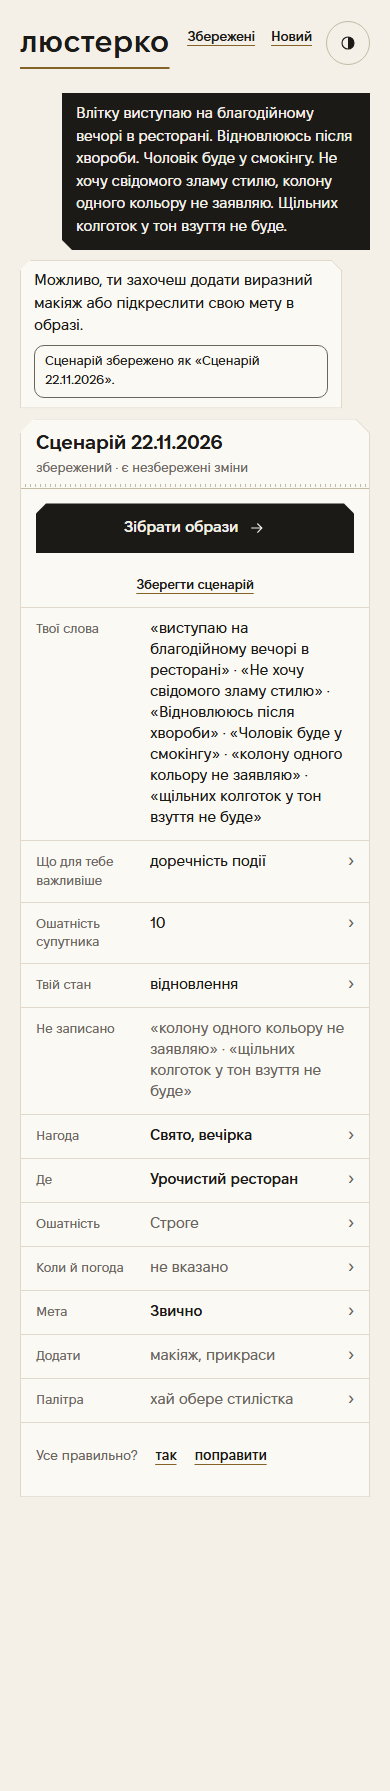 люстерко
Збережені
Новий
Влітку виступаю на благодійному
вечорі в ресторані. Відновлююсь після
хвороби. Чоловік буде у смокінгу. Не
хочу свідомого зламу стилю, колону
одного кольору не заявляю. Щільних
колготок у тон взуття не буде.
Можливо, ти захочеш додати виразний
макіяж або підкреслити свою мету в
образі.
Сценарій збережено як «Сценарій
22.11.2026».
Сценарій 22.11.2026
збережений · є незбережені зміни
Зібрати образи →
Зберегти сценарій
Твої слова
«виступаю на
благодійному вечорі в
ресторані» · «Не хочу
свідомого зламу стилю» ·
«Відновлююсь після
хвороби» · «Чоловік буде у
смокінгу» · «колону одного
кольору не заявляю» ·
«щільних колготок у тон
взуття не буде»
Що для тебе
важливіше
доречність події ›
Ошатність
супутника
10 ›
Твій стан
відновлення ›
Не записано
«колону одного кольору не
заявляю» · «щільних
колготок у тон взуття не
буде»
Нагода
Свято, вечірка ›
Де
Урочистий ресторан ›
Ошатність
Строге ›
Коли й погода
не вказано ›
Мета
Звично ›
Додати
макіяж, прикраси ›
Палітра
хай обере стилістка ›
Усе правильно? так поправити